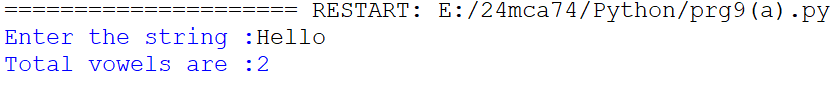 ===================== RESTART: E:/24mca74/Python/prg9(a).py
Enter the string :Hello
Total vowels are :2